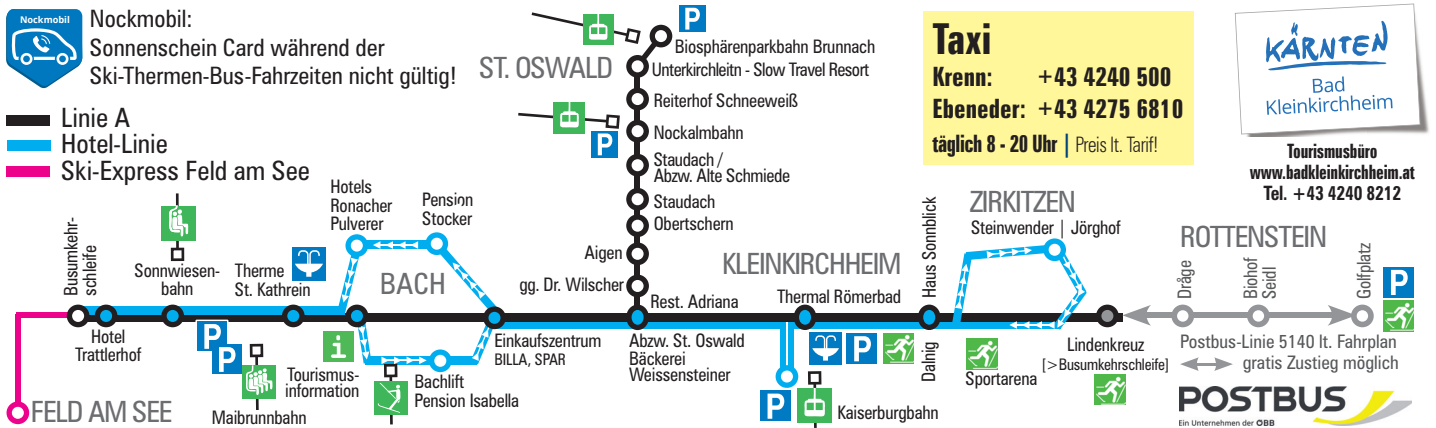 Nockmobil
Nockmobil:
Sonnenschein Card während der
Ski-Thermen-Bus-Fahrzeiten nicht gültig!
Linie A
Hotel-Linie
Ski-Express Feld am See
ST. OSWALD
P
Biosphärenparkbahn Brunnach
Unterkirchleitn - Slow Travel Resort
Reiterhof Schneeweiß
Nockalmbahn
P
Staudach /
Abzw. Alte Schmiede
Staudach
Obertschern
Aigen
gg. Dr. Wilscher
Rest. Adriana
Taxi
Krenn: +43 4240 500
Ebeneder: +43 4275 6810
täglich 8 - 20 Uhr | Preis lt. Tarif!
KÄRNTEN
Bad
Kleinkirchheim
Tourismusbüro
www.badkleinkirchheim.at
Tel. +43 4240 8212
Busumkehr-
schleife
Hotel
Trattlerhof
Sonnwiesen-
bahn
Therme
St. Kathrein
Hotels
Ronacher
Pulverer
Pension
Stocker
BACH
P
P
Maibrunnbahn
i
Tourismus-
information
Bachlift
Pension Isabella
Einkaufszentrum
BILLA, SPAR
Abzw. St. Oswald
Bäckerei
Weissensteiner
KLEINKIRCHHEIM
Thermal Römerbad
P
P
Kaiserburgbahn
Haus Sonnblick
Dalnig
ZIRKITZEN
Steinwender | Jörghof
Sportarena
Lindenkreuz
[>Busumkehrschleife]
ROTTENSTEIN
Dräge
Biohof
Seidl
Golfplatz
P
Postbus-Linie 5140 lt. Fahrplan
gratis Zustieg möglich
POSTBUS
Ein Unternehmen der ÖBB
FELD AM SEE